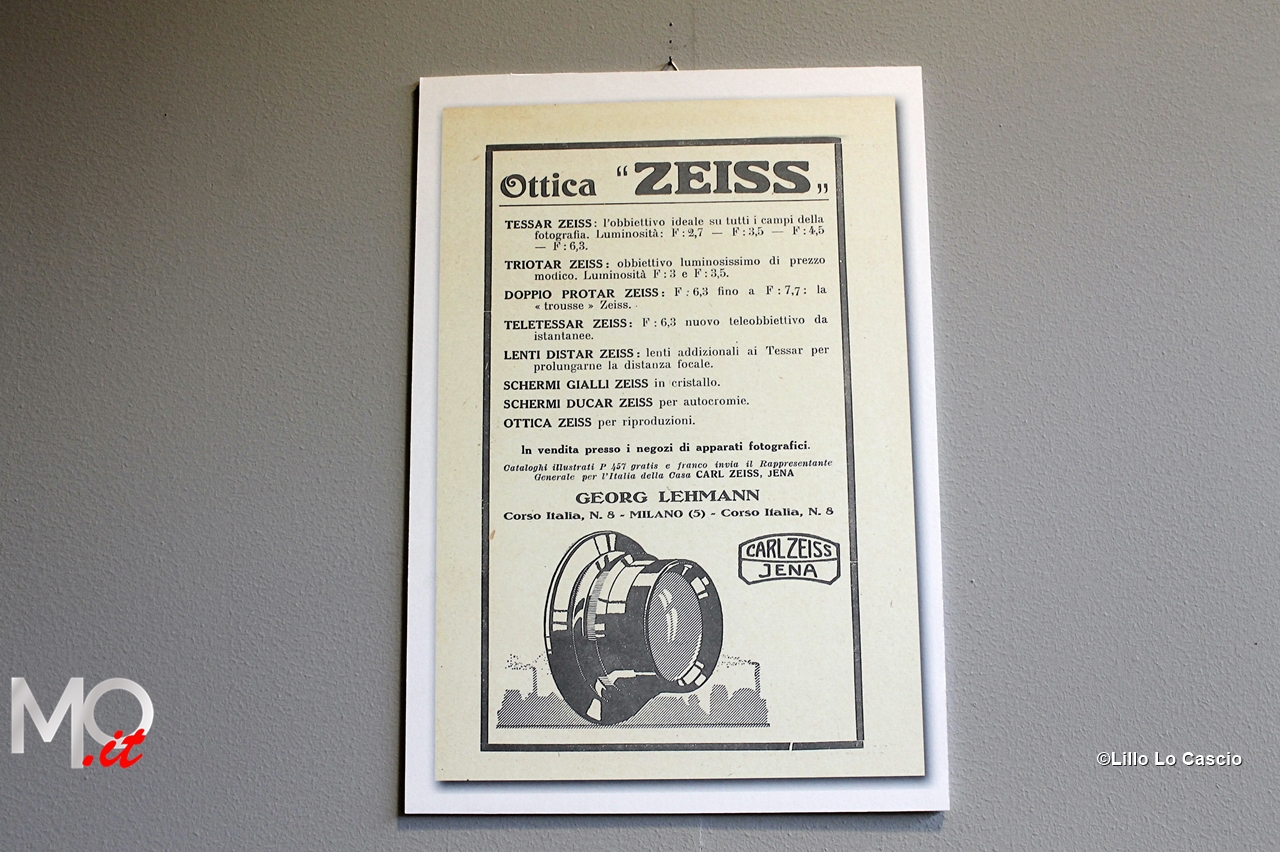 Ottica “ZEISS„
TESSAR ZEISS: l'obbiettivo ideale su tutti i campi della
fotografia. Luminosità: F:2,7 — F:3,5 — F:4,5
— F:6,3.
TRIOTAR ZEISS: obbiettivo luminosissimo di prezzo
modico. Luminosità F:3 e F:3,5.
DOPPIO PROTAR ZEISS: F:6,3 fino a F:7,7: la
« trousse » Zeiss.
TELETESSAR ZEISS: F:6,3 nuovo teleobbiettivo da
istantanee.
LENTI DISTAR ZEISS: lenti addizionali ai Tessar per
prolungarne la distanza focale.
SCHERMI GIALLI ZEISS in cristallo.
SCHERMI DUCAR ZEISS per autocromie.
OTTICA ZEISS per riproduzioni.
In vendita presso i negozi di apparati fotografici.
Cataloghi illustrati P 457 gratis e franco invia il Rappresentante
Generale per l'Italia della Casa CARL ZEISS, JENA
GEORG LEHMANN
Corso Italia, N. 8 - MILANO (5) - Corso Italia, N. 8
CARL ZEISS
JENA
MO.it
©Lillo Lo Cascio